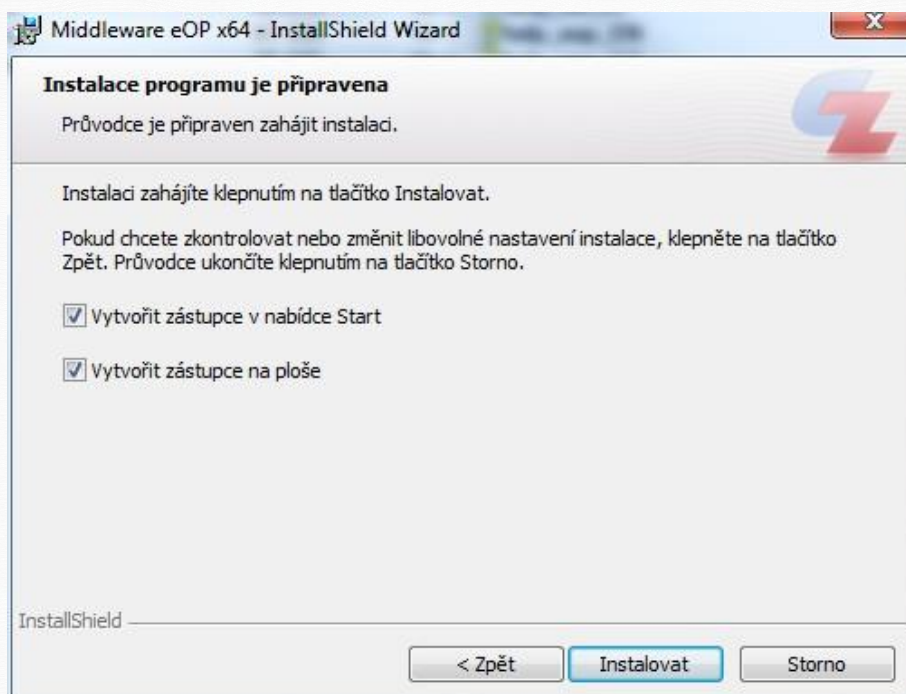 Middleware eOP x64 - InstallShield Wizard
Instalace programu je připravena
Průvodce je připraven zahájit instalaci.
CZ
Instalaci zahájíte klepnutím na tlačítko Instalovat.
Pokud chcete zkontrolovat nebo změnit libovolné nastavení instalace, klepněte na tlačítko
Zpět. Průvodce ukončíte klepnutím na tlačítko Storno.
Vytvořit zástupce v nabídce Start
Vytvořit zástupce na ploše
InstallShield
< Zpět
Instalovat
Storno